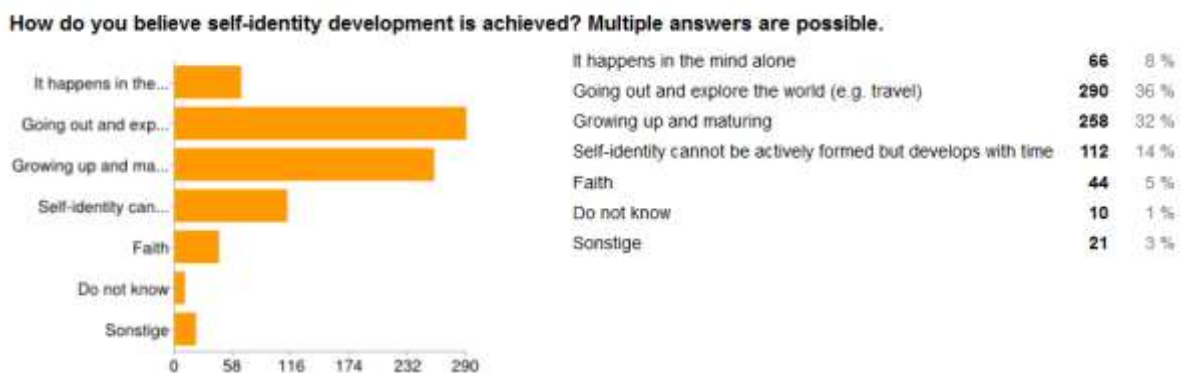 How do you believe self-identity development is achieved? Multiple answers are possible.
It happens in the...
Going out and exp...
Growing up and ma...
Self-identity can...
Faith
Do not know
Sonstige
0 58 116 174 232 290
It happens in the mind alone 66 8 %
Going out and explore the world (e.g. travel) 290 36 %
Growing up and maturing 258 32 %
Self-identity cannot be actively formed but develops with time 112 14 %
Faith 44 5 %
Do not know 10 1 %
Sonstige 21 3 %